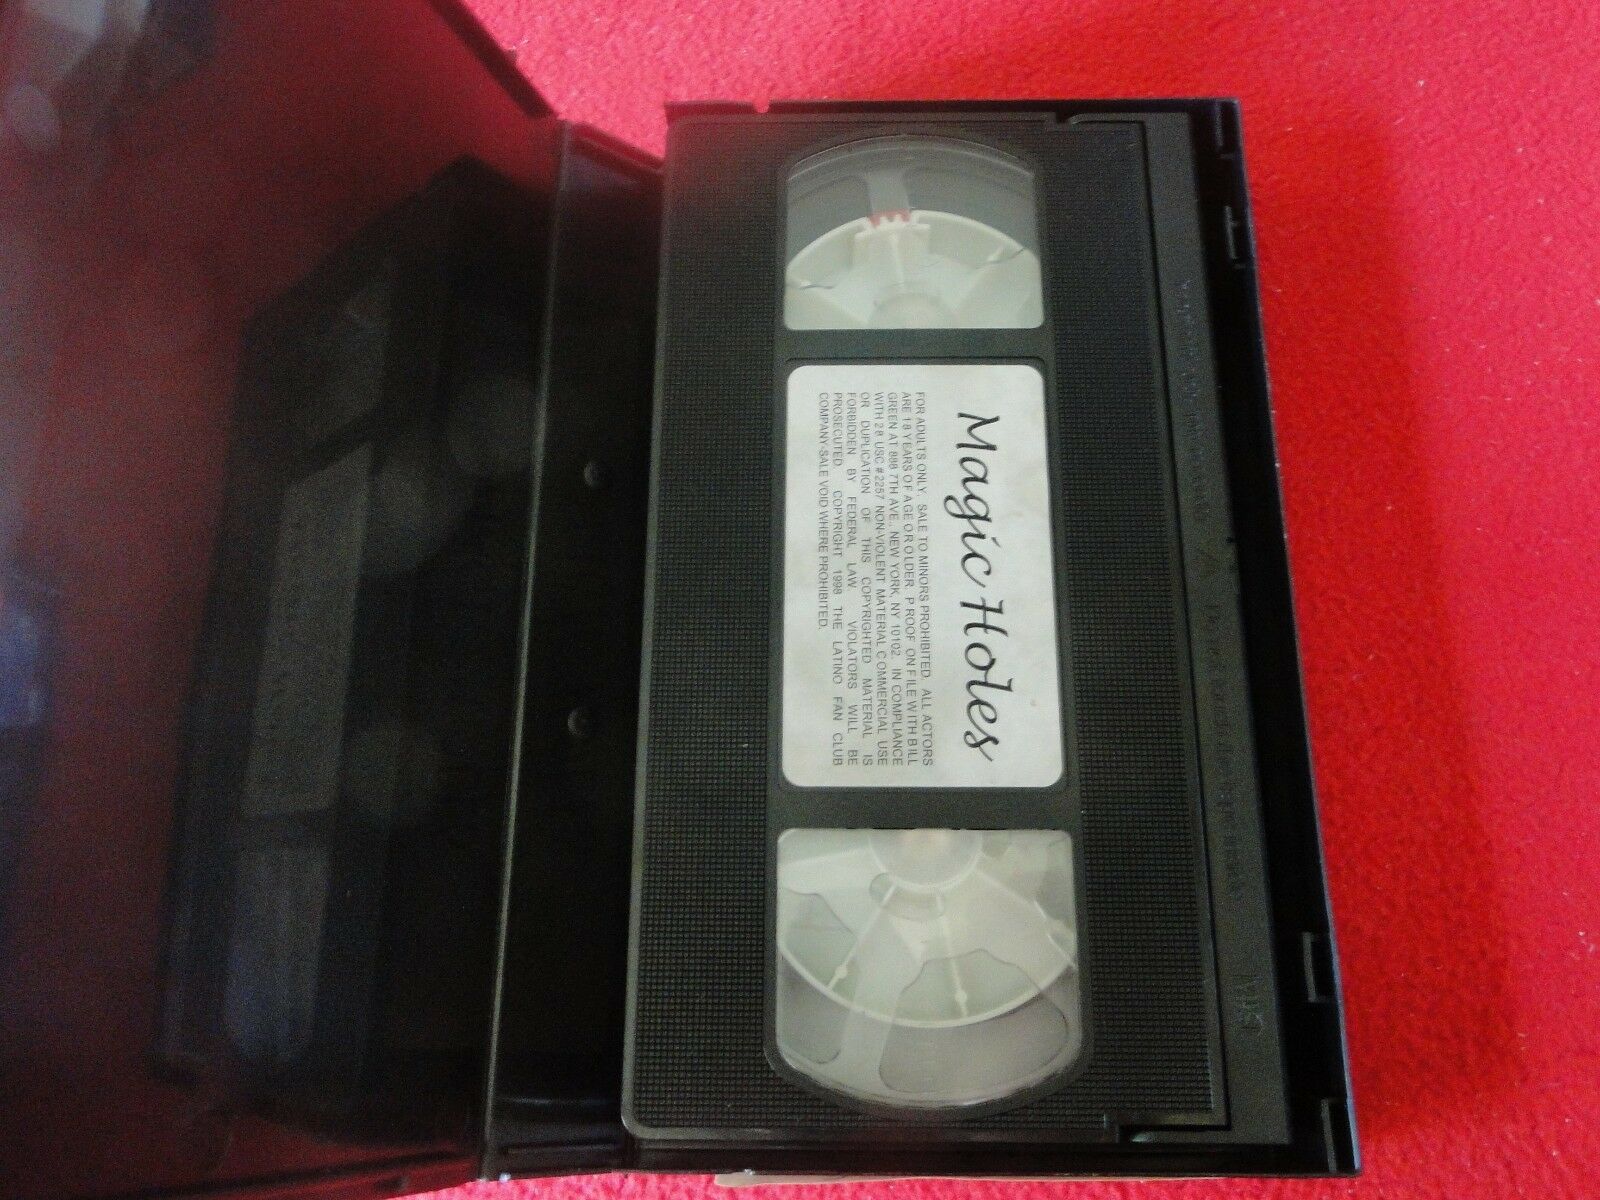 Magic Holes
FOR ADULTS ONLY. SALE TO MINORS PROHIBITED. ALL ACTORS
ARE 18 YEARS OF AGE OR OLDER. PROOF ON FILE WITH BILL
GREEN AT 888 7TH AVE., NEW YORK, NY 10102. IN COMPLIANCE
WITH 28 USC # 2257 NON-VIOLENT MATERIAL COMMERCIAL USE
OR DUPLICATION OF THIS COPYRIGHTED MATERIAL IS
FORBIDDEN BY FEDERAL LAW. VIOLATORS WILL BE
PROSECUTED. COPYRIGHT 1998 THE LATINO FAN CLUB
COMPANY-SALE VOID WHERE PROHIBITED.